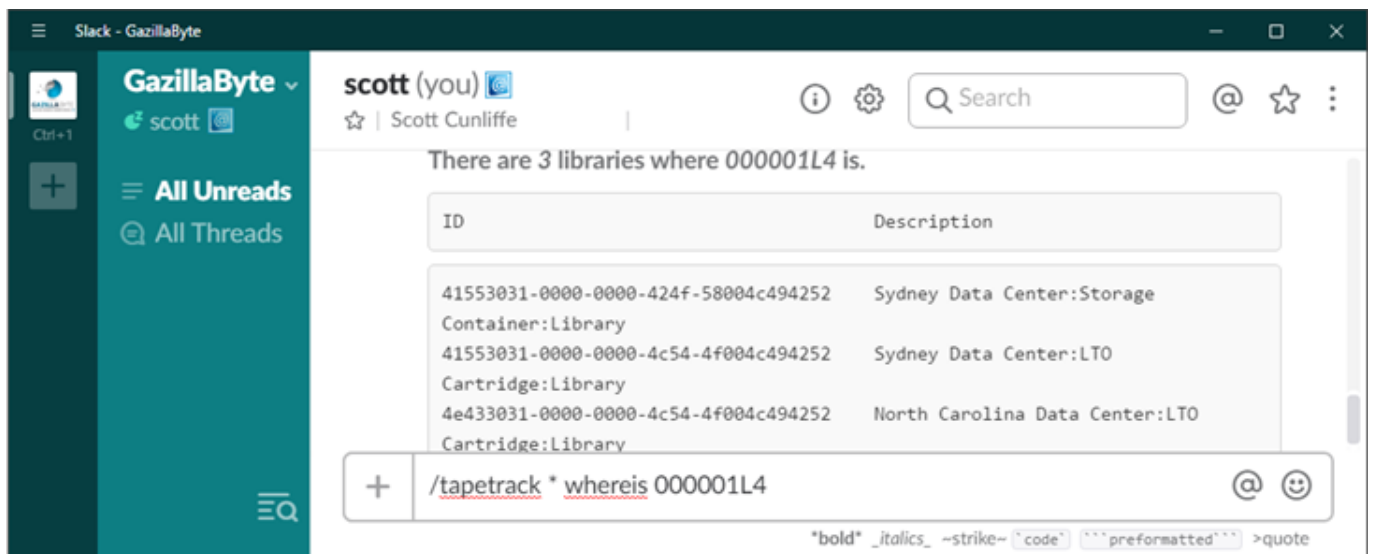 Slack - GazillaByte
Ctrl+1
GazillaByte
scott
All Unreads
All Threads
scott (you)
Scott Cunliffe
Search
There are 3 libraries where 000001L4 is.
ID Description
41553031-0000-0000-424f-58004c494252 Sydney Data Center:Storage
Container:Library
41553031-0000-0000-4c54-4f004c494252 Sydney Data Center:LTO
Cartridge:Library
4e433031-0000-0000-4c54-4f004c494252 North Carolina Data Center:LTO
Cartridge:Library
/tapetrack * whereis 000001L4
*bold* _italics_ ~strike~ `code` ```preformatted``` >quote